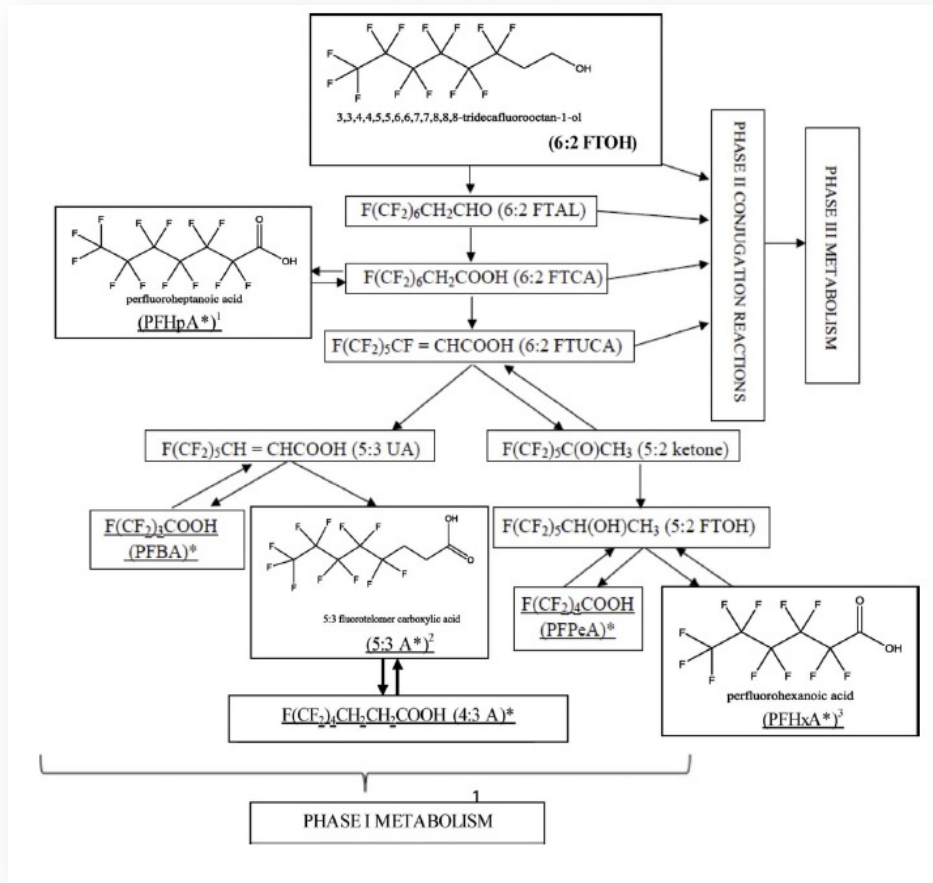 3,3,4,4,5,5,6,6,7,7,8,8,8-tridecafluorooctan-1-ol
(6:2 FTOH)
F(CF₂)₆CH₂CHO (6:2 FTAL)
F(CF₂)₆CH₂COOH (6:2 FTCA)
F(CF₂)₅CF = CHCOOH (6:2 FTUCA)
PHASE II CONJUGATION REACTIONS
PHASE III METABOLISM
perfluoroheptanoic acid
(PFHpA*)¹
F(CF₂)₅CH = CHCOOH (5:3 UA)
F(CF₂)₅C(O)CH₃ (5:2 ketone)
F(CF₂)₃COOH
(PFBA)*
5:3 fluorotelomer carboxylic acid
(5:3 A*)²
F(CF₂)₅CH(OH)CH₃ (5:2 FTOH)
F(CF₂)₄COOH
(PFPeA)*
perfluorohexanoic acid
(PFHxA*)³
F(CF₂)₄CH₂CH₂COOH (4:3 A)*
1
PHASE I METABOLISM